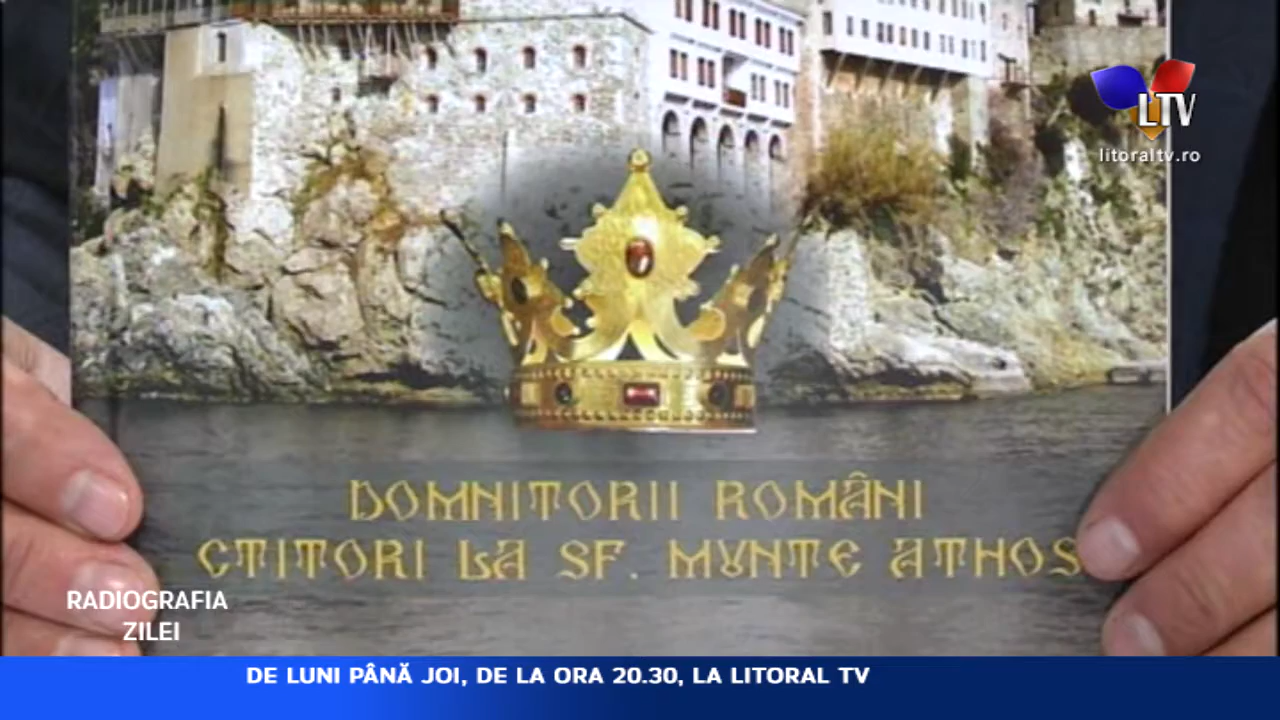 LTV
litoraltv.ro
DOMNITORII ROMÂNI
CTITORI LA SF. MUNTE ATHOS
RADIOGRAFIA
ZILEI
DE LUNI PÂNĂ JOI, DE LA ORA 20.30, LA LITORAL TV